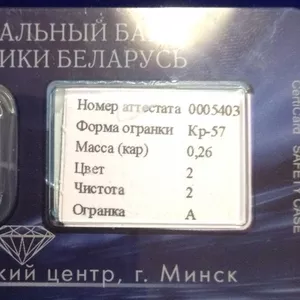 АЛЬНЫЙ БА
ИКИ БЕЛАРУСЬ
Номер аттестата 0005403
Форма огранки Кр-57
Масса (кар) 0,26
Цвет 2
Чистота 2
Огранка А
кий центр, г. Минск
CertiCard SAFETY CASE